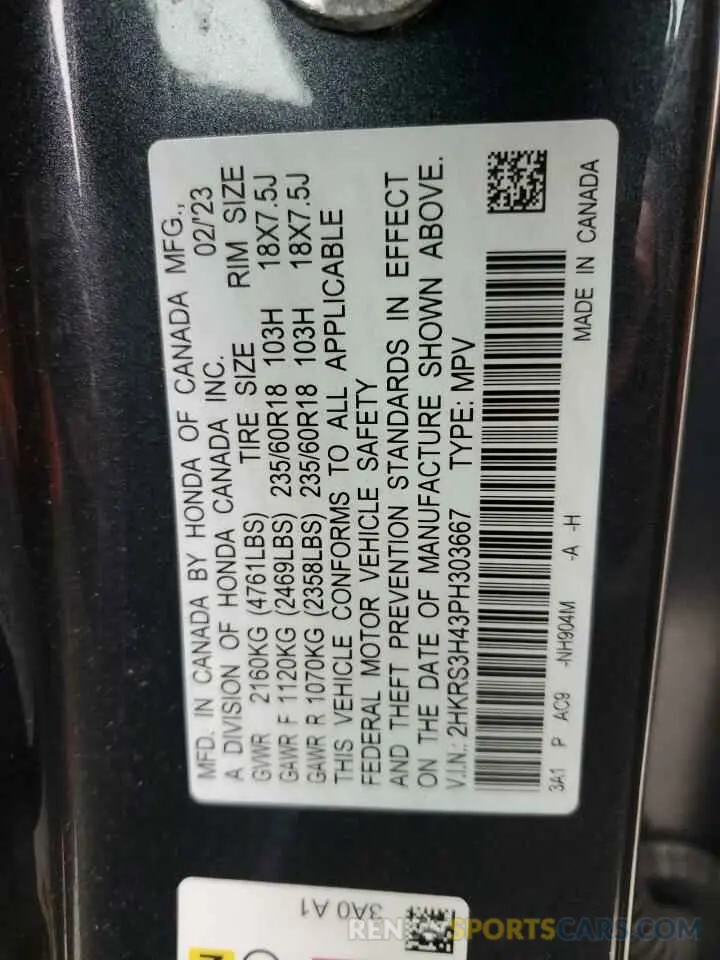 MFD. IN CANADA BY HONDA OF CANADA MFG.,
A DIVISION OF HONDA CANADA INC. 02/'23
GVWR 2160KG (4761LBS) TIRE SIZE RIM SIZE
GAWR F 1120KG (2469LBS) 235/60R18 103H 18X7.5J
GAWR R 1070KG (2358LBS) 235/60R18 103H 18X7.5J
THIS VEHICLE CONFORMS TO ALL APPLICABLE
FEDERAL MOTOR VEHICLE SAFETY
AND THEFT PREVENTION STANDARDS IN EFFECT
ON THE DATE OF MANUFACTURE SHOWN ABOVE.
V.I.N.: 2HKRS3H43PH303667 TYPE: MPV
3A1 P AC9 -NH904M -A -H
MADE IN CANADA
3A0 A1
RENEWSPORTSCARS.COM